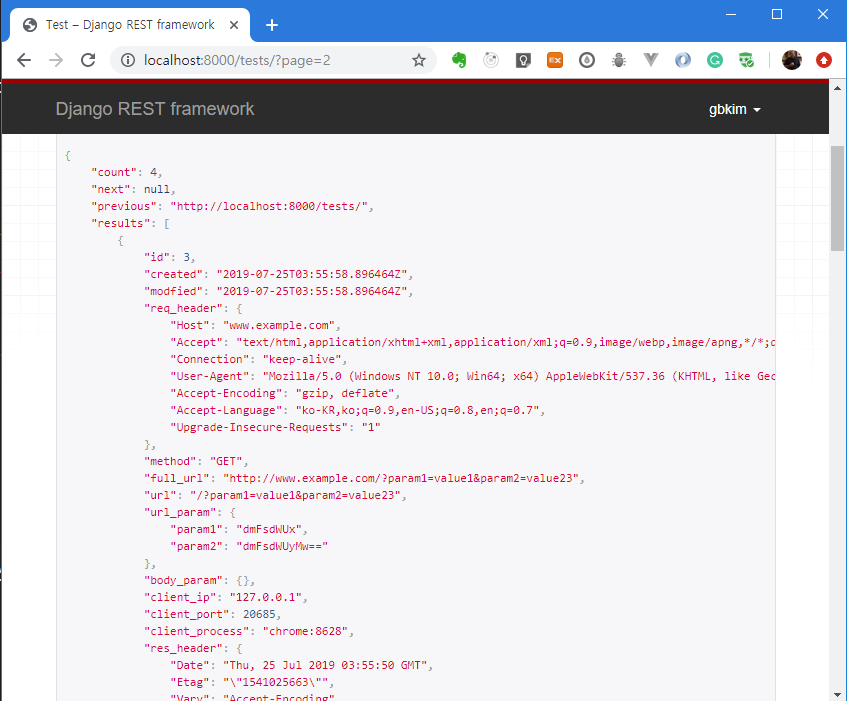 Test – Django REST framework
localhost:8000/tests/?page=2
EX
Django REST framework
gbkim
{
"count": 4,
"next": null,
"previous": "http://localhost:8000/tests/",
"results": [
{
"id": 3,
"created": "2019-07-25T03:55:58.896464Z",
"modfied": "2019-07-25T03:55:58.896464Z",
"req_header": {
"Host": "www.example.com",
"Accept": "text/html,application/xhtml+xml,application/xml;q=0.9,image/webp,image/apng,*/*;q
"Connection": "keep-alive",
"User-Agent": "Mozilla/5.0 (Windows NT 10.0; Win64; x64) AppleWebKit/537.36 (KHTML, like Gec
"Accept-Encoding": "gzip, deflate",
"Accept-Language": "ko-KR,ko;q=0.9,en-US;q=0.8,en;q=0.7",
"Upgrade-Insecure-Requests": "1"
},
"method": "GET",
"full_url": "http://www.example.com/?param1=value1&param2=value23",
"url": "/?param1=value1&param2=value23",
"url_param": {
"param1": "dmFsdWUx",
"param2": "dmFsdWUyMw=="
},
"body_param": {},
"client_ip": "127.0.0.1",
"client_port": 20685,
"client_process": "chrome:8628",
"res_header": {
"Date": "Thu, 25 Jul 2019 03:55:50 GMT",
"Etag": "\"1541025663\"",
"Vary": "Accept-Encoding",